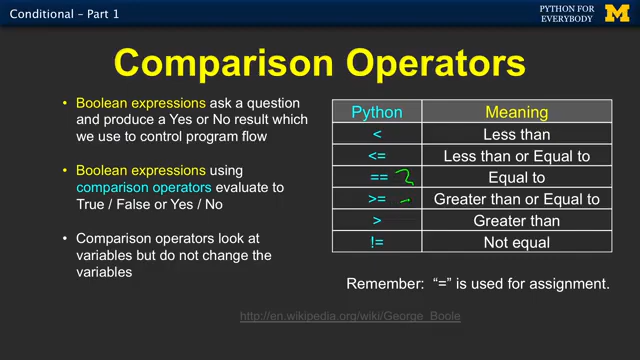 Conditional – Part 1
PYTHON FOR
EVERYBODY
Comparison Operators
• Boolean expressions ask a question
and produce a Yes or No result which
we use to control program flow
• Boolean expressions using
comparison operators evaluate to
True / False or Yes / No
• Comparison operators look at
variables but do not change the
variables
Python Meaning
< Less than
<= Less than or Equal to
== Equal to
>= Greater than or Equal to
> Greater than
!= Not equal
Remember: “=” is used for assignment.
http://en.wikipedia.org/wiki/George_Boole